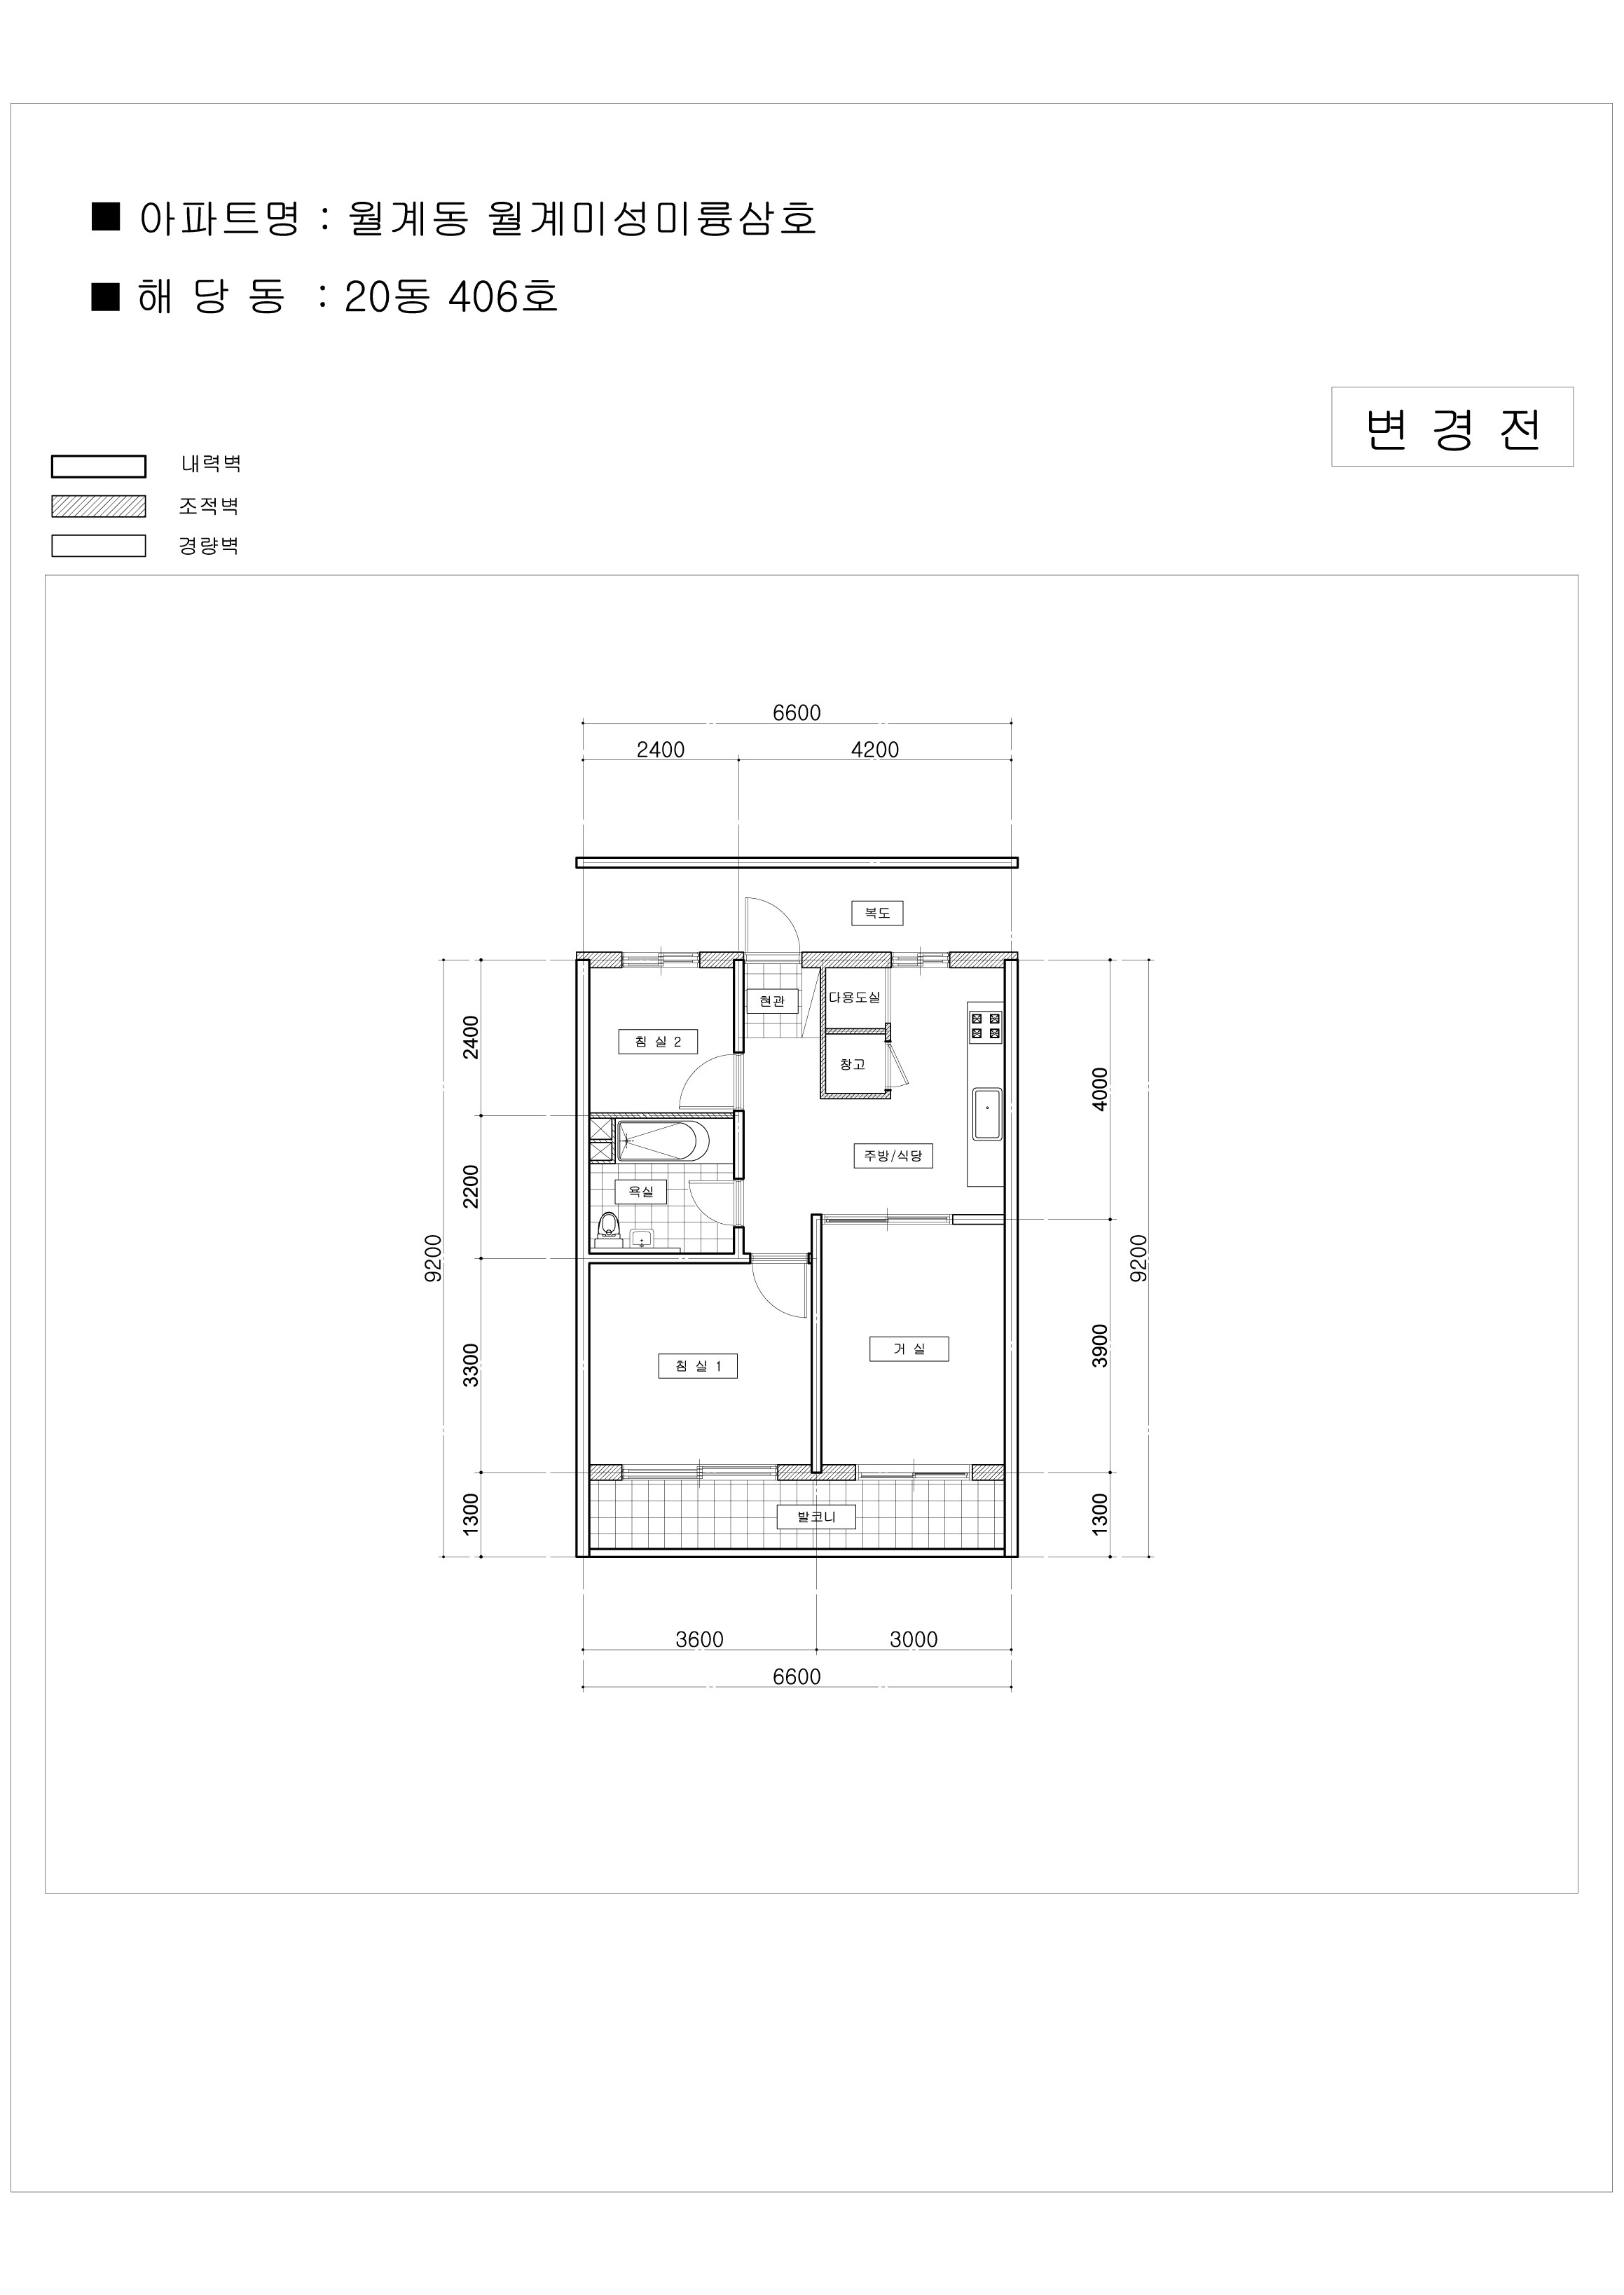 ■ 아파트명 : 월계동 월계미성미륭삼호
■ 해 당 동 : 20동 406호
변 경 전
내력벽
조적벽
경량벽
6600
2400 4200
복도
현관
다용도실
침 실 2
창고
2400
4000
주방/식당
욕실
2200
9200
9200
거 실
침 실 1
3300
3900
발코니
1300
1300
3600 3000
6600